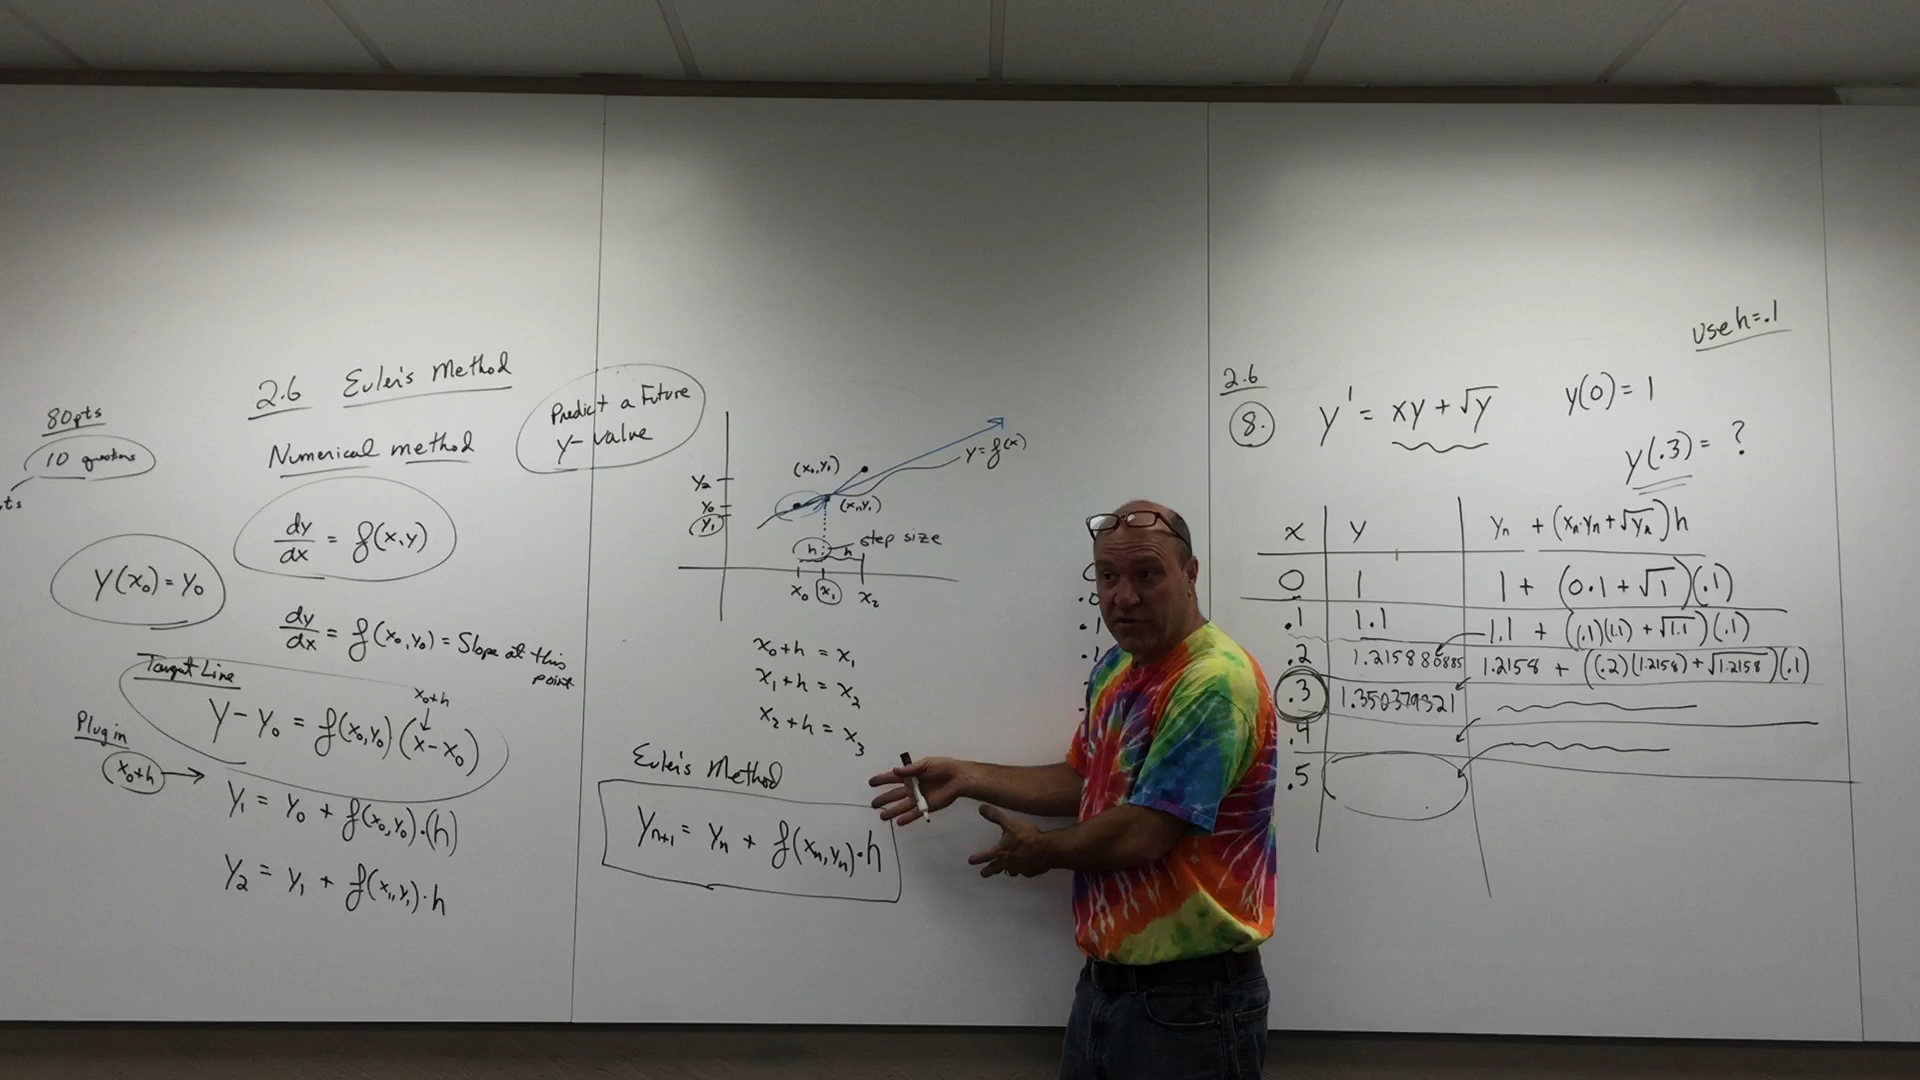 80pts
10 questions
ts
2.6 Euler's Method
Numerical method
dy/dx = f(x,y)
y(x₀) = y₀
dy/dx = f(x₀,y₀) = Slope at this
point
Tangent Line
x₀+h
y - y₀ = f(x₀,y₀)(x - x₀)
Plug in
x₀+h
y₁ = y₀ + f(x₀,y₀)·(h)
y₂ = y₁ + f(x₁,y₁)·h
Predict a Future
y-value
y = f(x)
y₂
y₀
y₁
h
h
step size
x₀ x₁ x₂
x₀+h = x₁
x₁+h = x₂
x₂+h = x₃
Euler's Method
yₙ₊₁ = yₙ + f(xₙ,yₙ)·h
use h=.1
2.6
8. y' = xy + √y y(0) = 1
y(.3) = ?
x y yₙ + (xₙ·yₙ + √yₙ)h
0 1 1 + (0·1 + √1)(.1)
.1 1.1 1.1 + ((.1)(1.1) + √1.1)(.1)
.2 1.215880885 1.2158 + ((.2)(1.2158) + √1.2158)(.1)
.3 1.350379321
.4
.5